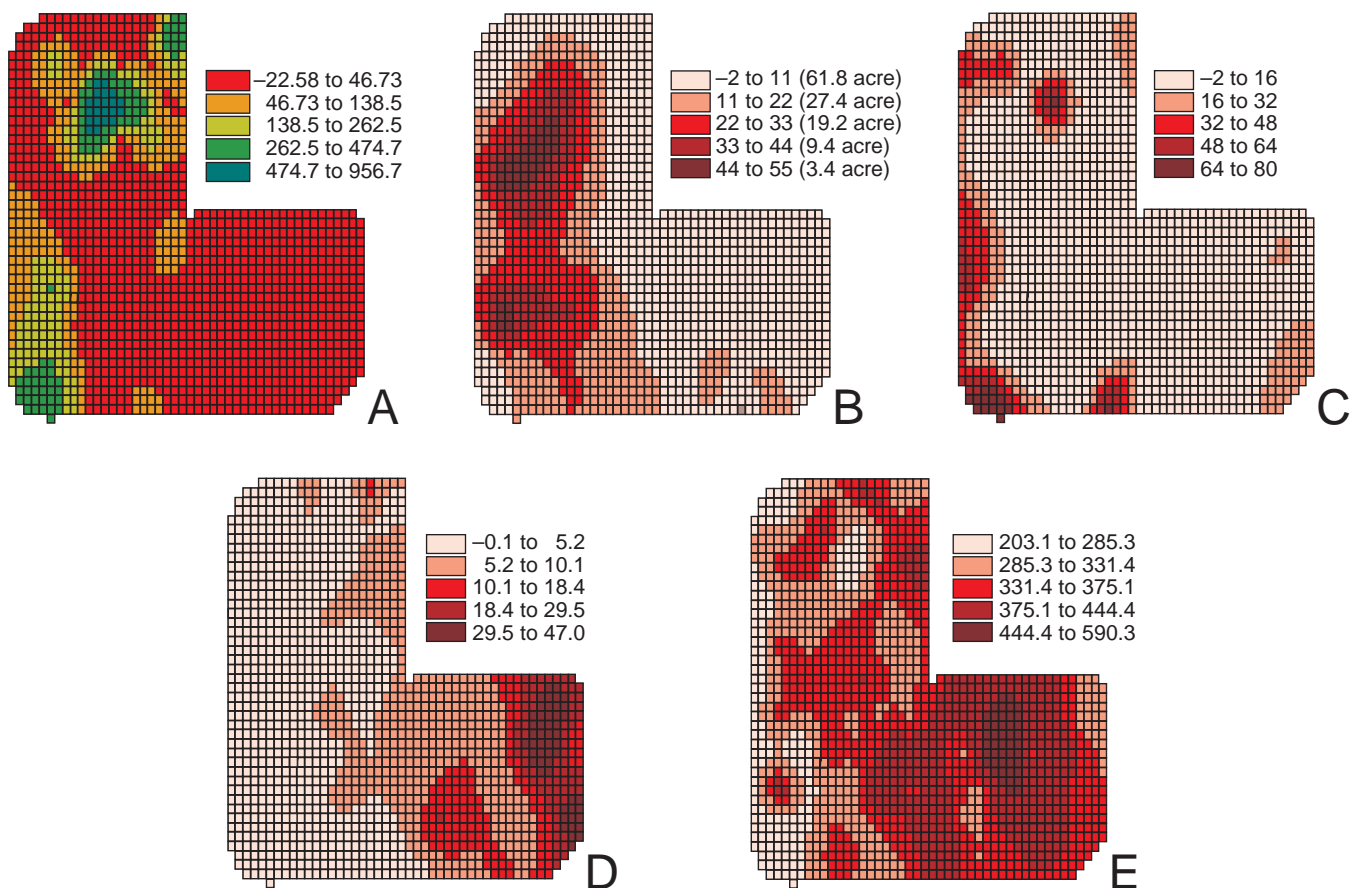 –22.58 to 46.73
46.73 to 138.5
138.5 to 262.5
262.5 to 474.7
474.7 to 956.7
A
–2 to 11 (61.8 acre)
11 to 22 (27.4 acre)
22 to 33 (19.2 acre)
33 to 44 (9.4 acre)
44 to 55 (3.4 acre)
B
–2 to 16
16 to 32
32 to 48
48 to 64
64 to 80
C
–0.1 to 5.2
5.2 to 10.1
10.1 to 18.4
18.4 to 29.5
29.5 to 47.0
D
203.1 to 285.3
285.3 to 331.4
331.4 to 375.1
375.1 to 444.4
444.4 to 590.3
E